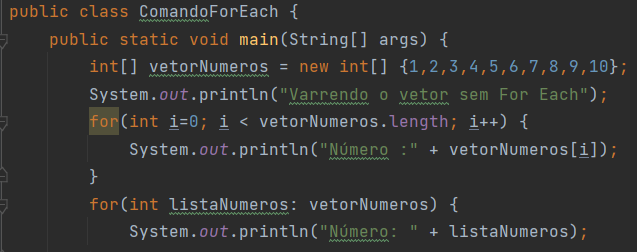 public class ComandoForEach {
public static void main(String[] args) {
int[] vetorNumeros = new int[] {1,2,3,4,5,6,7,8,9,10};
System.out.println("Varrendo o vetor sem For Each");
for(int i=0; i < vetorNumeros.length; i++) {
System.out.println("Número :" + vetorNumeros[i]);
}
for(int listaNumeros: vetorNumeros) {
System.out.println("Número: " + listaNumeros);